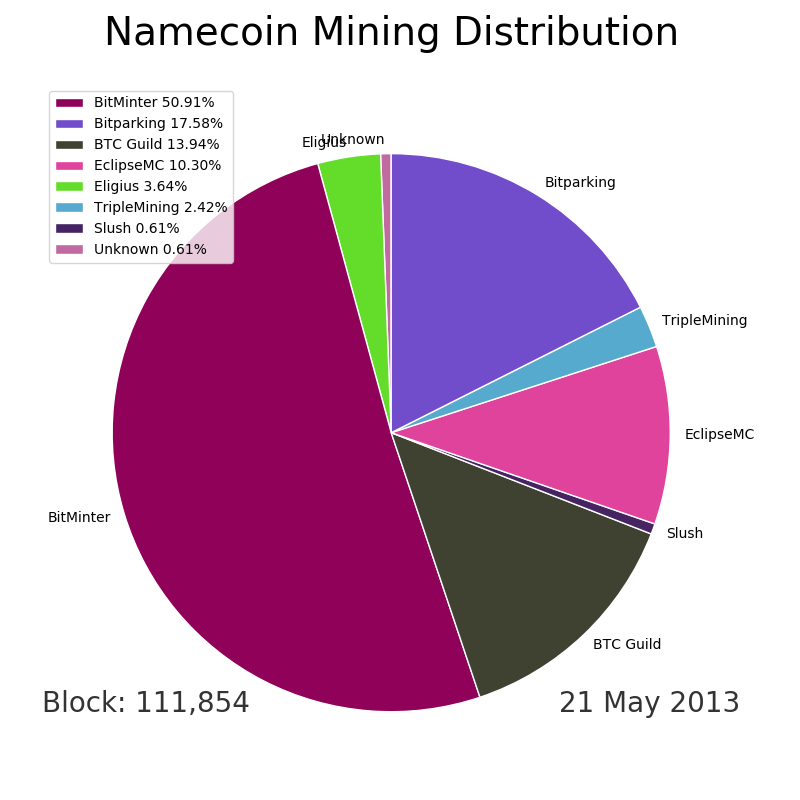 Namecoin Mining Distribution
BitMinter 50.91%
Bitparking 17.58%
BTC Guild 13.94%
EclipseMC 10.30%
Eligius 3.64%
TripleMining 2.42%
Slush 0.61%
Unknown 0.61%
Eligius
Unknown
Bitparking
TripleMining
EclipseMC
Slush
BTC Guild
BitMinter
Block: 111,854
21 May 2013